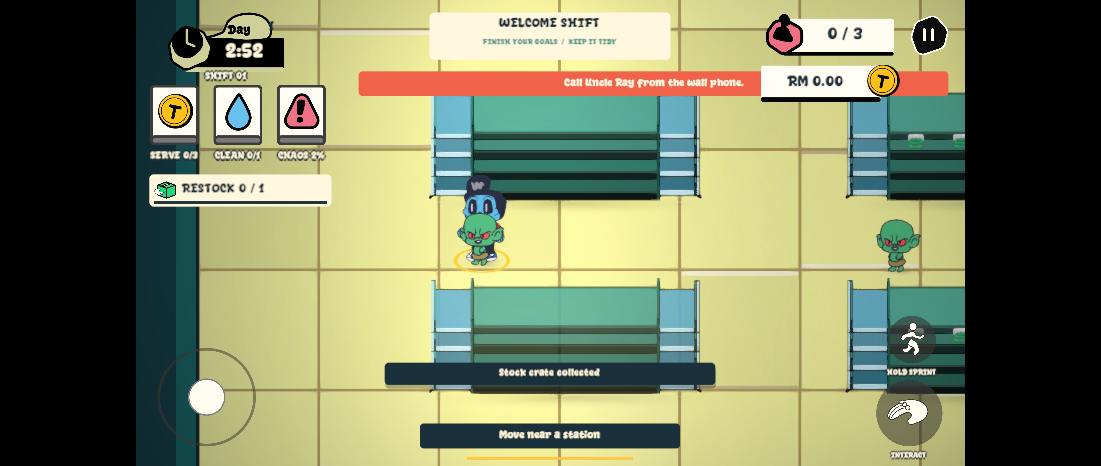 Day
2:52
SHIFT 01
WELCOME SHIFT
FINISH YOUR GOALS / KEEP IT TIDY
0 / 3
Call Uncle Ray from the wall phone.
RM 0.00
T
T
SERVE 0/3
CLEAN 0/1
CHAOS 2%
RESTOCK 0 / 1
W
Stock crate collected
HOLD SPRINT
Move near a station
INTERACT